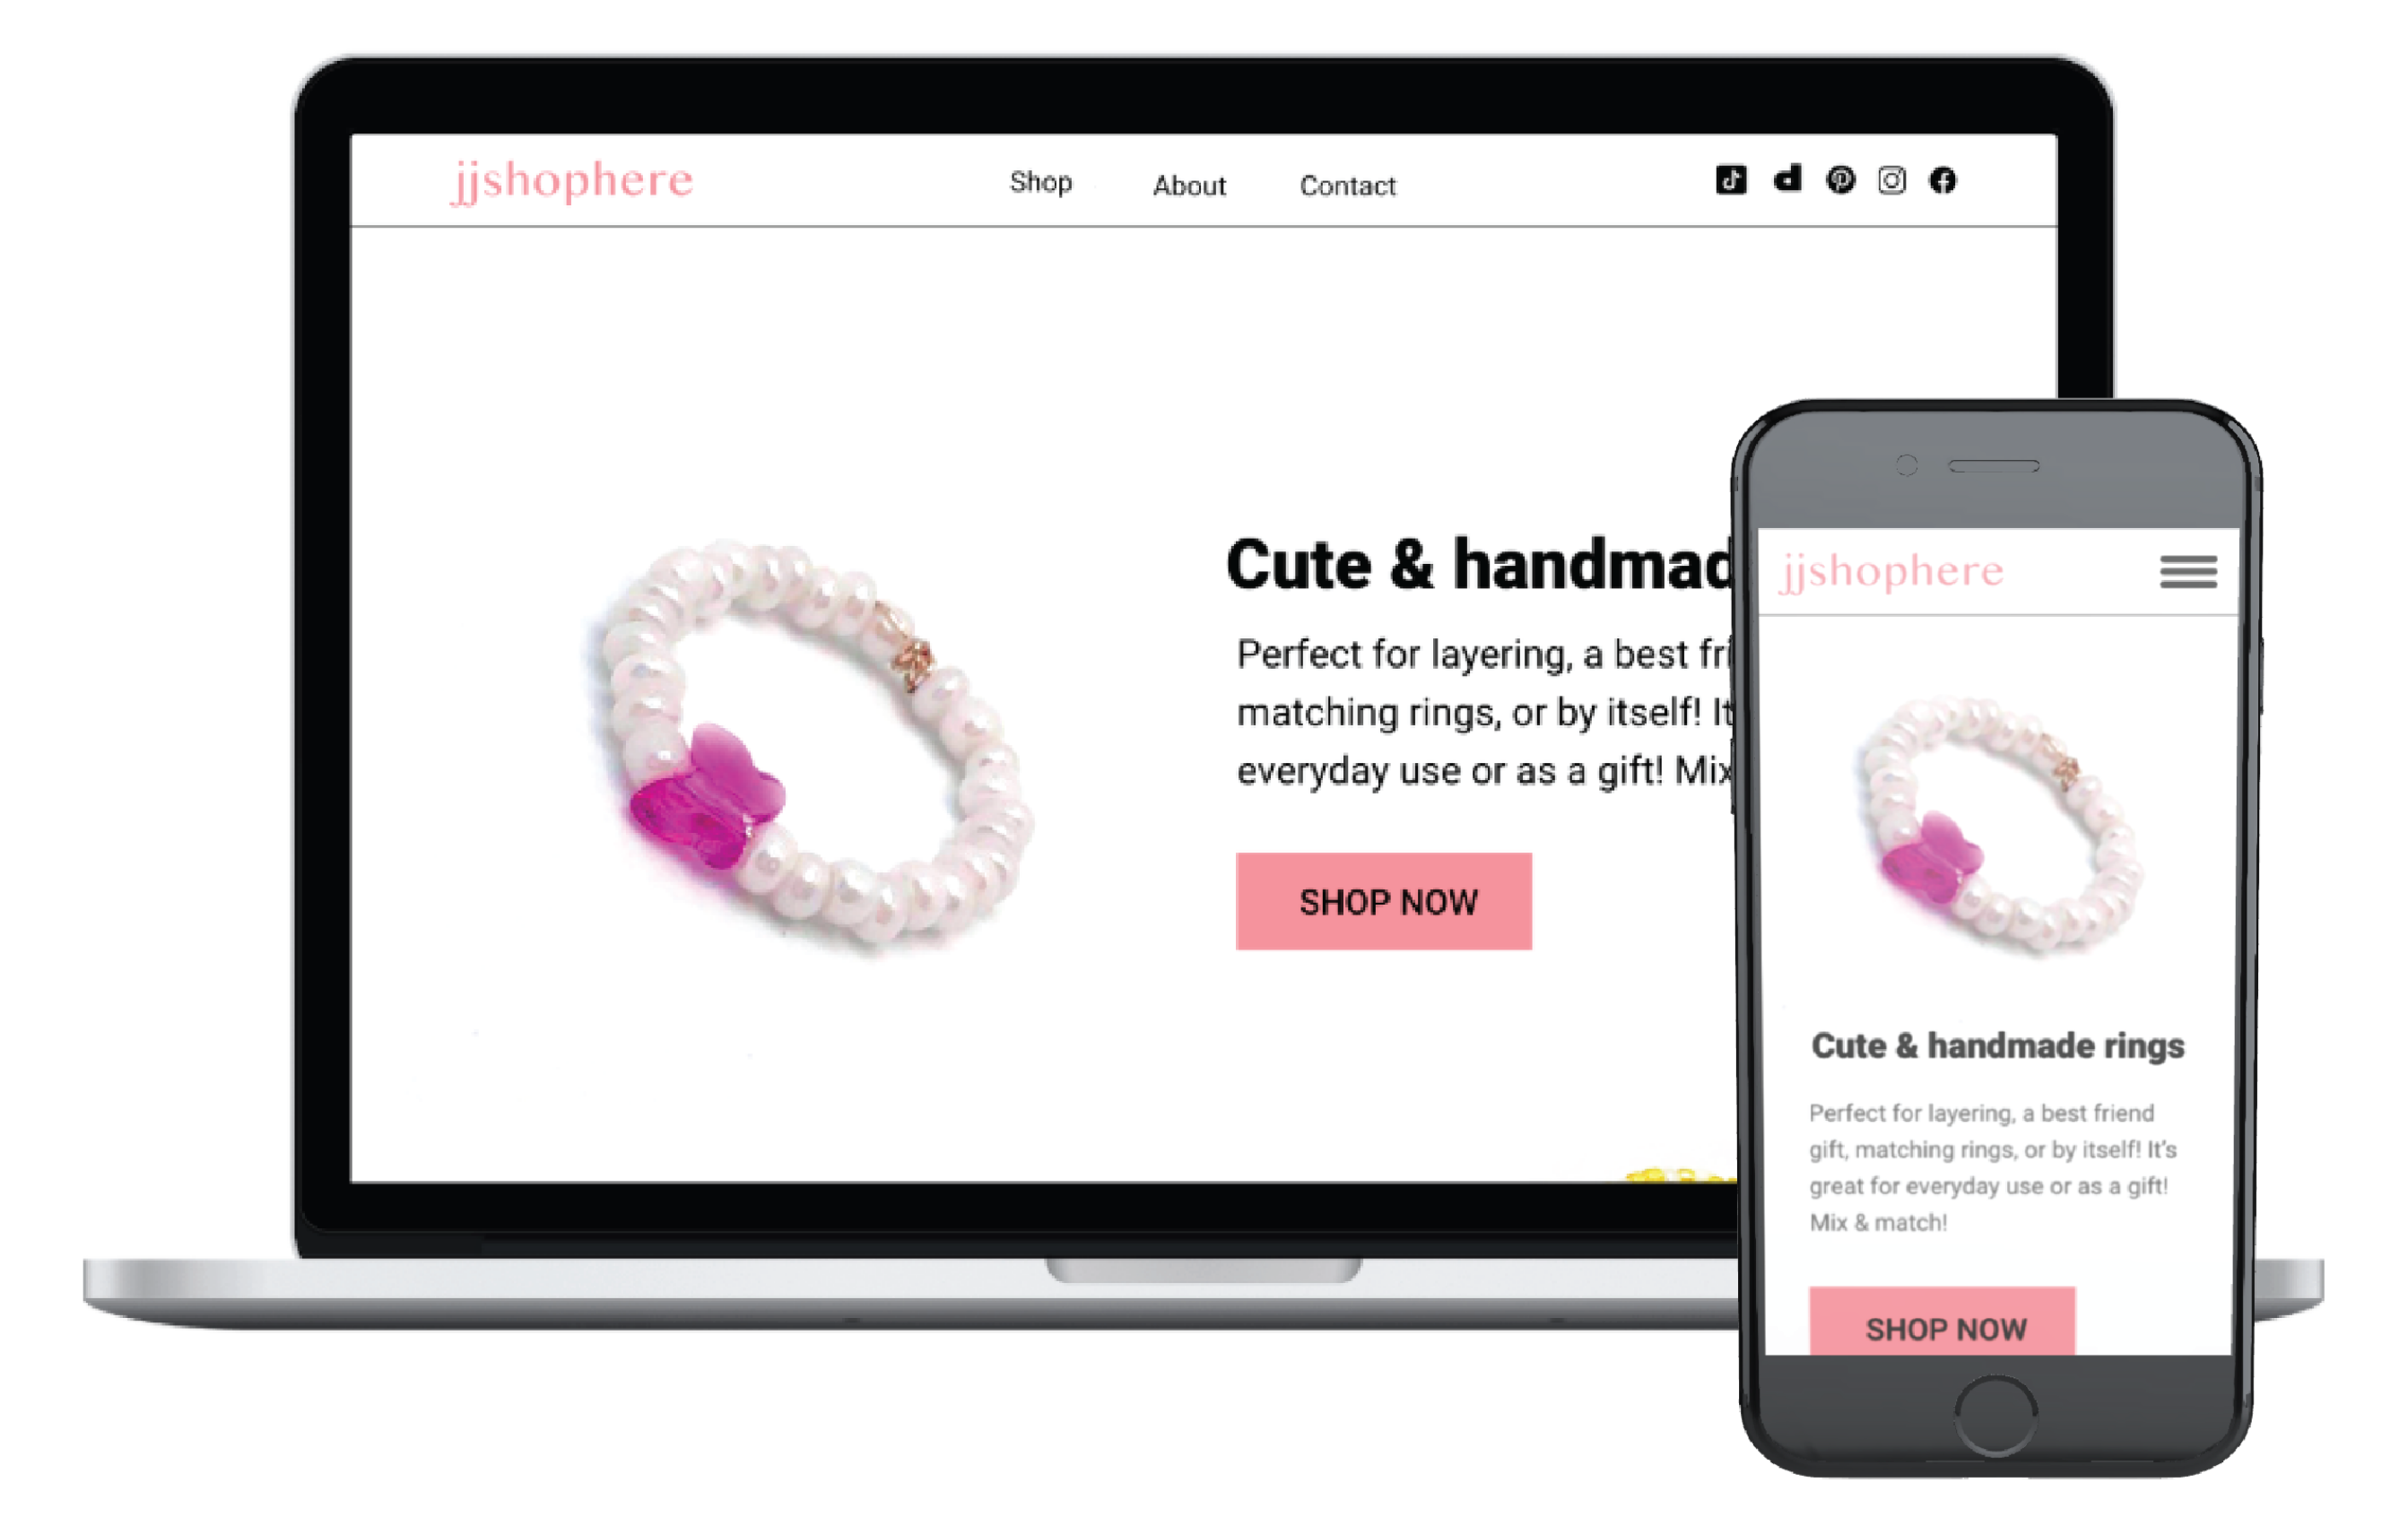 jjshophere
Shop About Contact
Cute & handmad
Perfect for layering, a best fri
matching rings, or by itself! It
everyday use or as a gift! Mix
SHOP NOW
jjshophere
Cute & handmade rings
Perfect for layering, a best friend
gift, matching rings, or by itself! It's
great for everyday use or as a gift!
Mix & match!
SHOP NOW